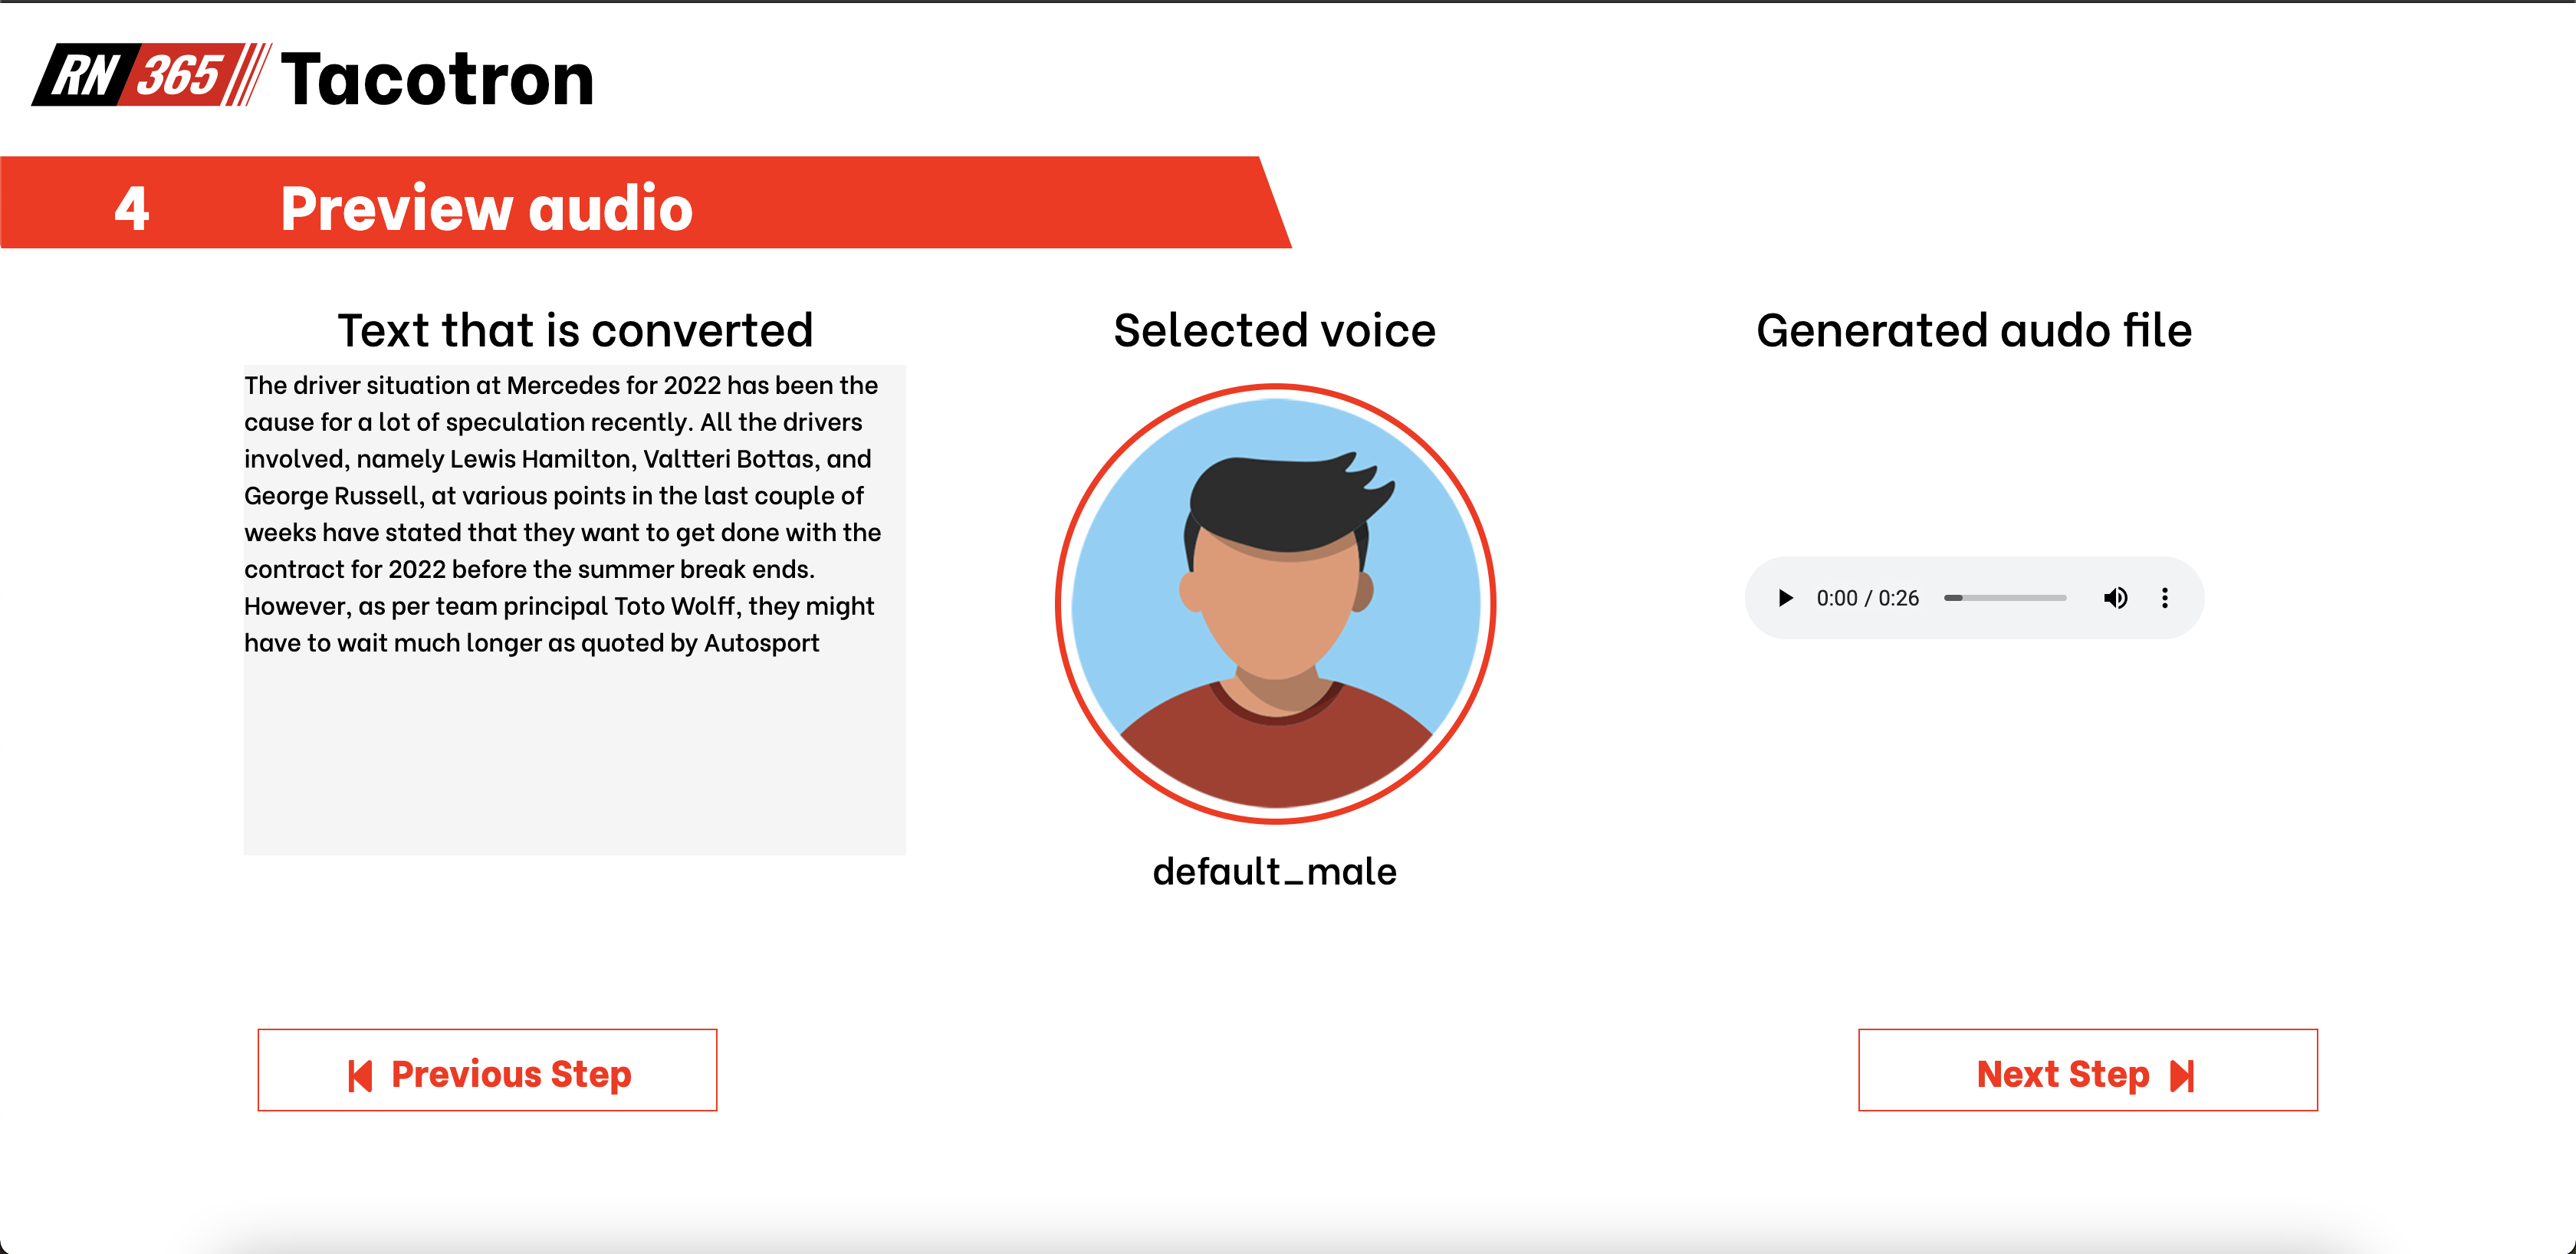 RN 365 Tacotron
4 Preview audio
Text that is converted
The driver situation at Mercedes for 2022 has been the
cause for a lot of speculation recently. All the drivers
involved, namely Lewis Hamilton, Valtteri Bottas, and
George Russell, at various points in the last couple of
weeks have stated that they want to get done with the
contract for 2022 before the summer break ends.
However, as per team principal Toto Wolff, they might
have to wait much longer as quoted by Autosport
Selected voice
default_male
Generated audo file
0:00 / 0:26
Previous Step
Next Step